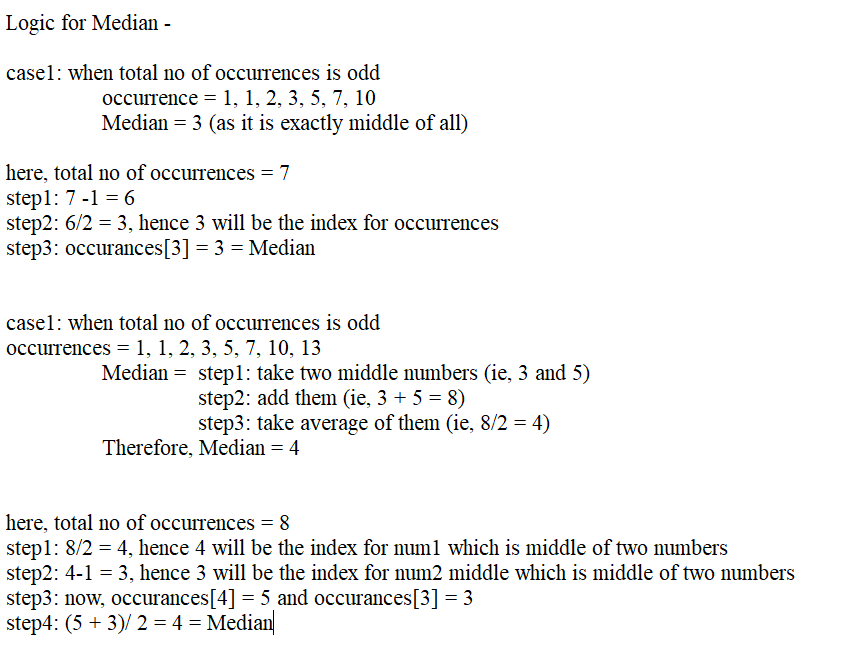 Logic for Median -
case1: when total no of occurrences is odd
occurrence = 1, 1, 2, 3, 5, 7, 10
Median = 3 (as it is exactly middle of all)
here, total no of occurrences = 7
step1: 7 -1 = 6
step2: 6/2 = 3, hence 3 will be the index for occurrences
step3: occurances[3] = 3 = Median
case1: when total no of occurrences is odd
occurrences = 1, 1, 2, 3, 5, 7, 10, 13
Median = step1: take two middle numbers (ie, 3 and 5)
step2: add them (ie, 3 + 5 = 8)
step3: take average of them (ie, 8/2 = 4)
Therefore, Median = 4
here, total no of occurrences = 8
step1: 8/2 = 4, hence 4 will be the index for num1 which is middle of two numbers
step2: 4-1 = 3, hence 3 will be the index for num2 middle which is middle of two numbers
step3: now, occurances[4] = 5 and occurances[3] = 3
step4: (5 + 3)/ 2 = 4 = Median